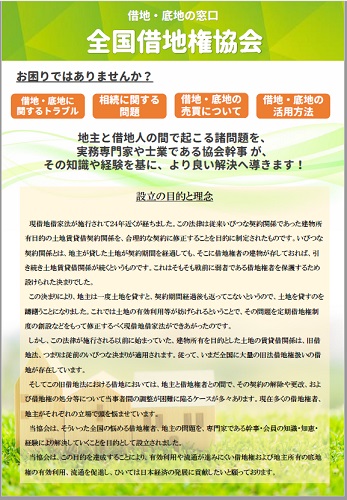 借地・底地の窓口
全国借地権協会
お困りではありませんか？
借地・底地に
関するトラブル
相続に関する
問題
借地・底地の
売買について
借地・底地の
活用方法
地主と借地人の間で起こる諸問題を、
実務専門家や士業である協会幹事 が、
その知識や経験を基に、より良い解決へ導きます！
設立の目的と理念
現借地借家法が施行されて24年近くが経ちました。この法律は従来いびつな契約関係であった建物所
有目的の土地賃貸借契約関係を、合理的な契約に修正することを目的に制定されたものです。いびつな
契約関係とは、地主が貸した土地が契約期間を経過しても、そこに借地権者の建物が存しておれば、引
き続き土地賃貸借関係が続くというものです。これはそもそも戦前に弱者である借地権者を保護するため
設けられた決まりでした。
この決まりにより、地主は一度土地を貸すと、契約期間経過後も返ってこないというので、土地を貸すのを
躊躇うことになりました。これでは土地の有効利用等が妨げられるということで、その問題を定期借地権制
度の創設などをもって修正するべく現借地借家法ができあがったのです。
しかし、この法律が施行される以前に始まっていた、建物所有を目的とした土地の賃貸借関係は、旧借
地法、つまりは従前のいびつな決まりが適用されます。従って、いまだ全国に大量の旧法借地権扱いの借
地が存在しています。
そしてこの旧借地法における借地においては、地主と借地権者との間で、その契約の解除や更改、およ
び借地権の処分等について当事者間の調整が困難に陥るケースが多々あります。現在多くの借地権者、
地主がそれぞれの立場で頭を悩ませています。
当協会は、そういった全国の悩める借地権者、地主の問題を、専門家である幹事・会員の知識・知恵・
経験により解決していくことを目的として設立されました。
当協会は、この目的を達成することにより、有効利用や流通が進みにくい借地権および地主所有の底地
権の有効利用、流通を促進し、ひいては日本経済の発展に貢献したいと願っております。